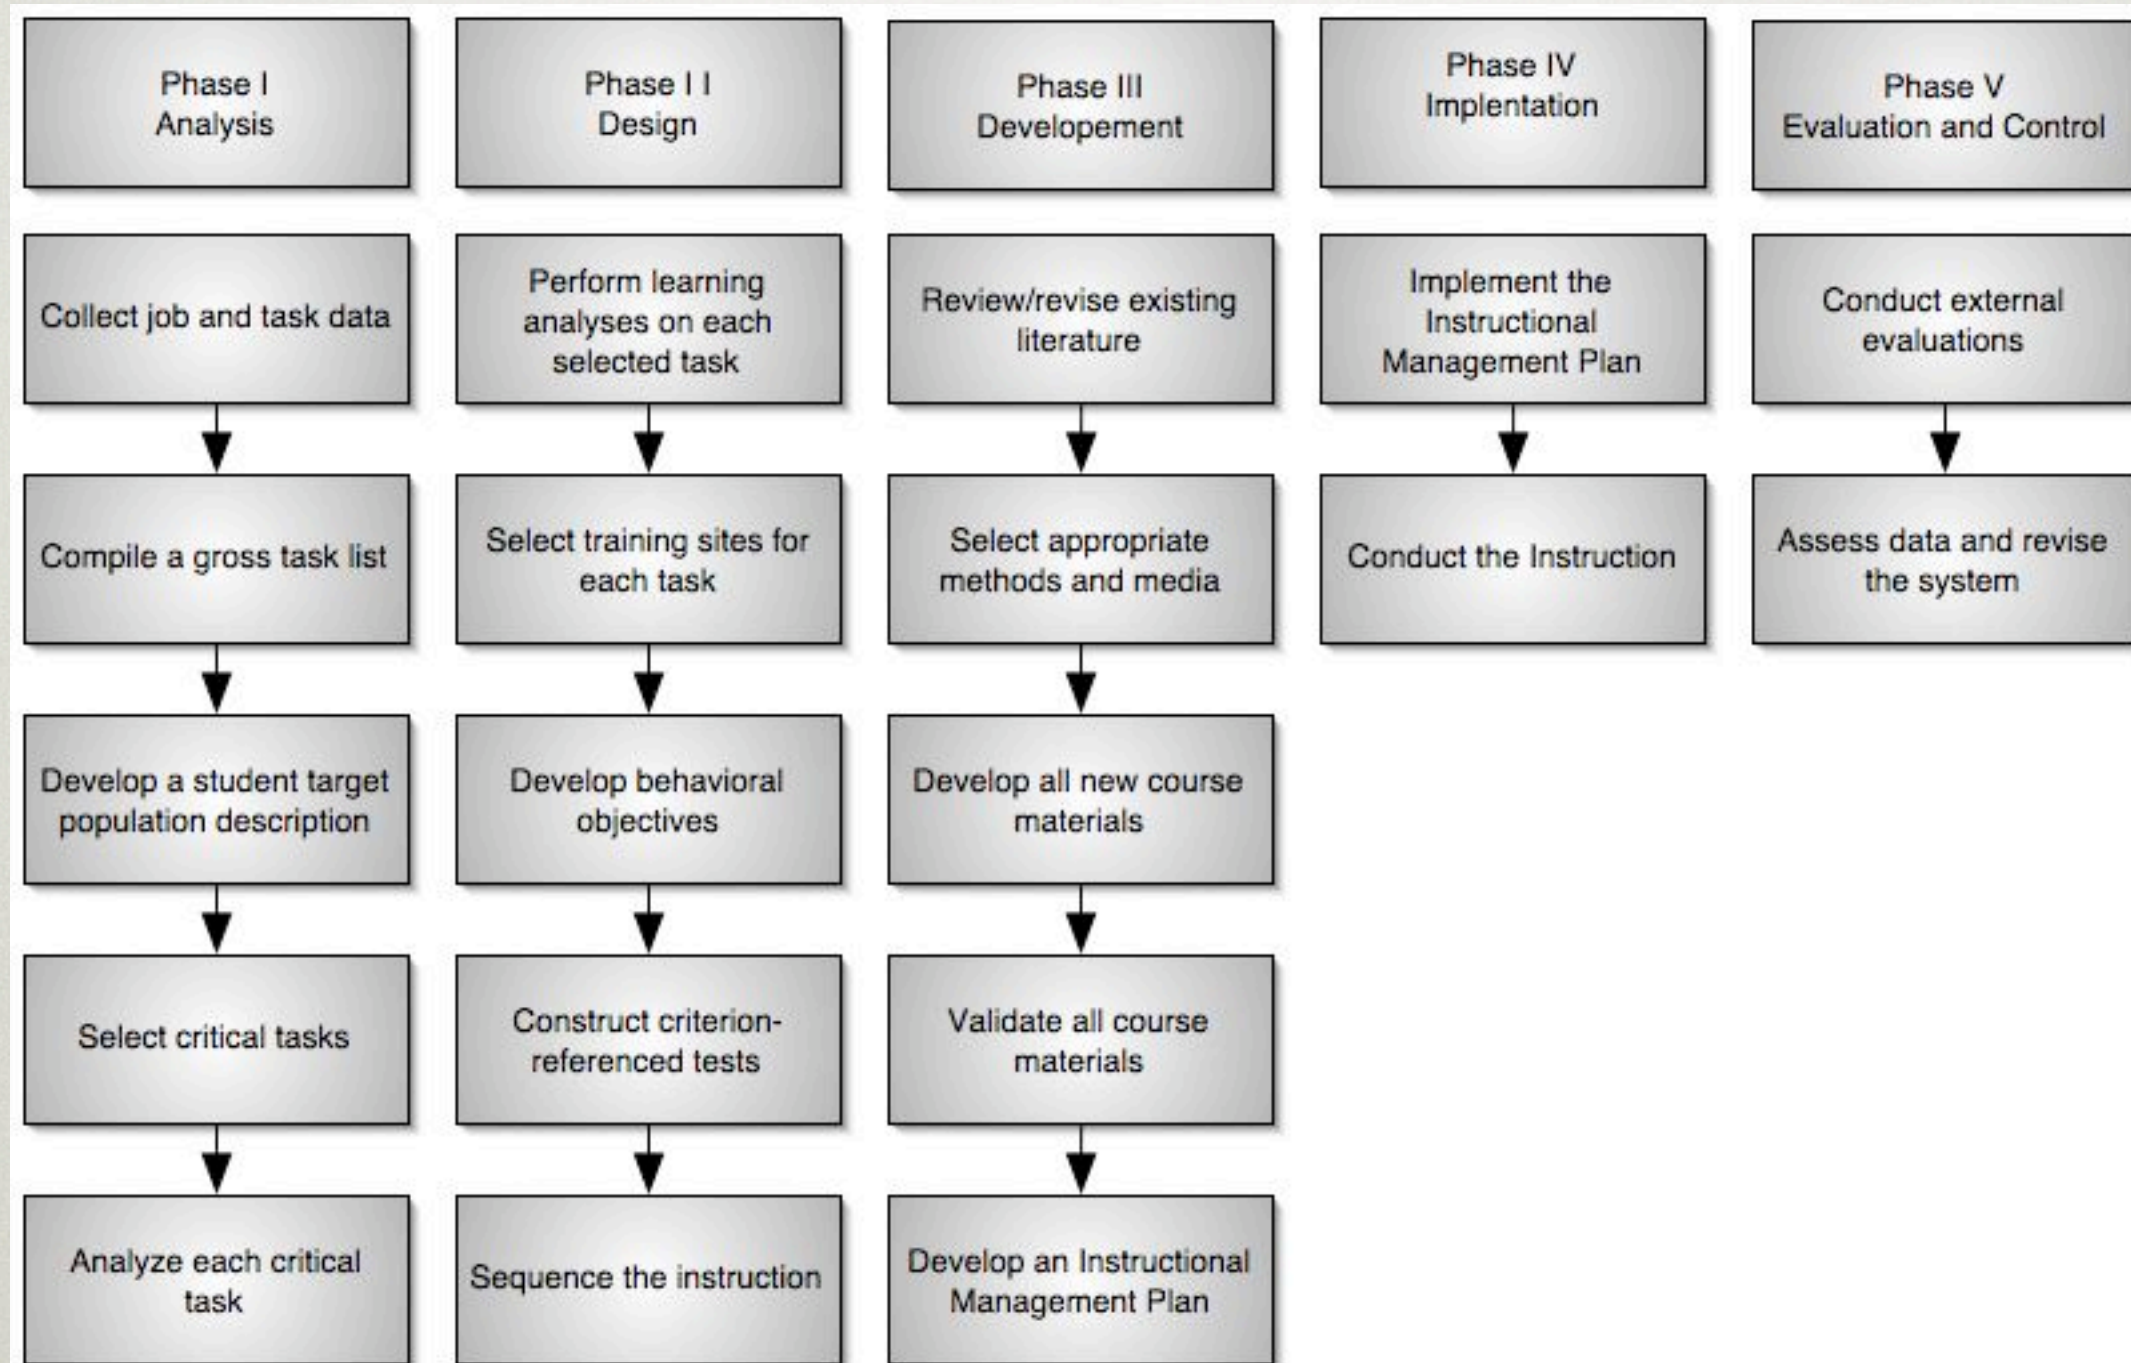 Phase I
Analysis
Phase I I
Design
Phase III
Developement
Phase IV
Implentation
Phase V
Evaluation and Control
Collect job and task data
Compile a gross task list
Develop a student target
population description
Select critical tasks
Analyze each critical
task
Perform learning
analyses on each
selected task
Select training sites for
each task
Develop behavioral
objectives
Construct criterion-
referenced tests
Sequence the instruction
Review/revise existing
literature
Select appropriate
methods and media
Develop all new course
materials
Validate all course
materials
Develop an Instructional
Management Plan
Implement the
Instructional
Management Plan
Conduct the Instruction
Conduct external
evaluations
Assess data and revise
the system